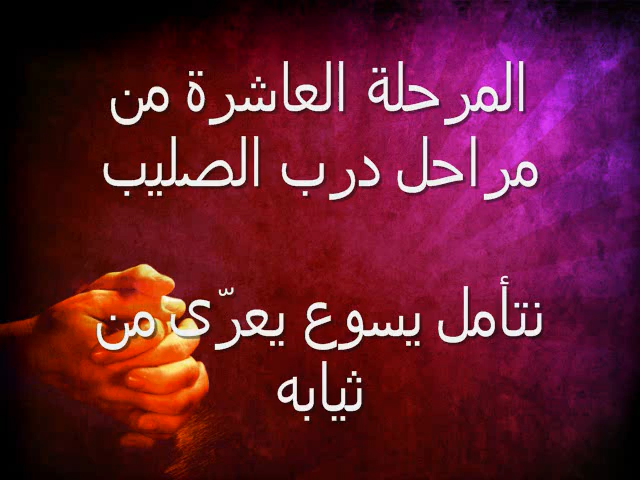 المرحلة العاشرة من
مراحل درب الصليب
نتأمل يسوع يعرّى من
ثيابه